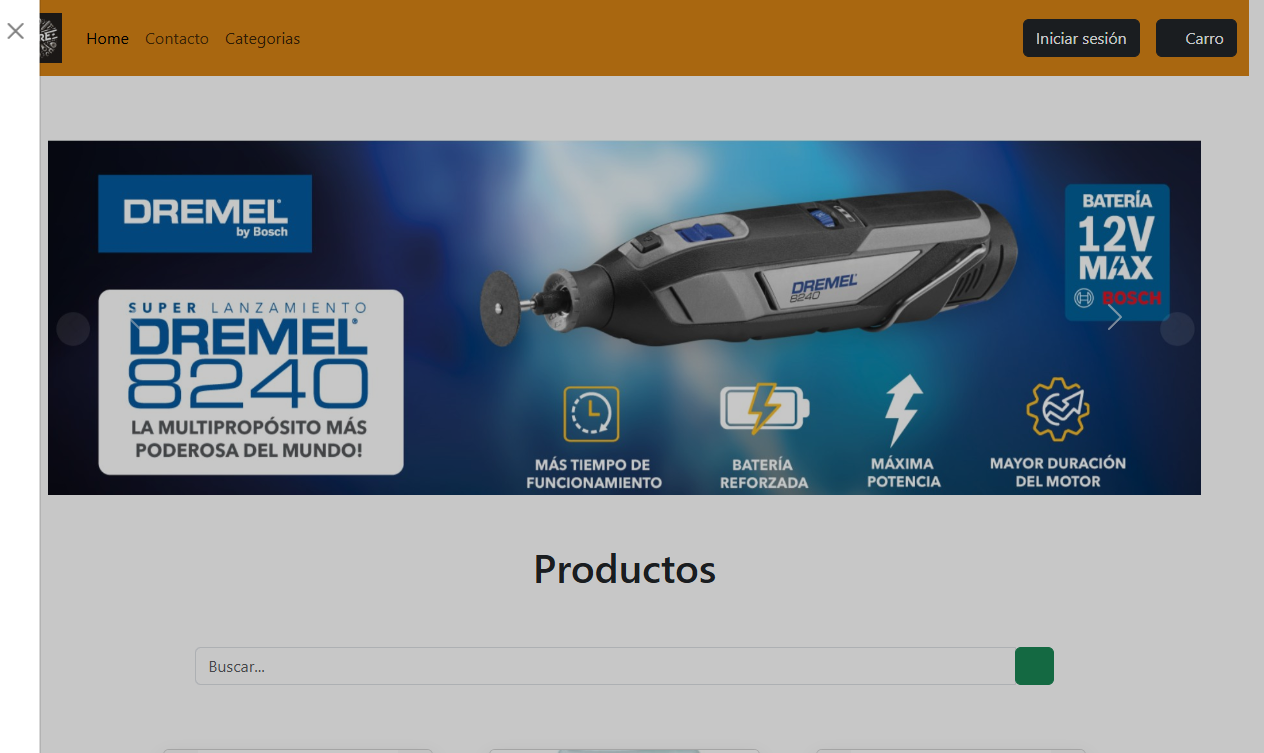 Home Contacto Categorias Iniciar sesión Carro
DREMEL
by Bosch
SUPER LANZAMIENTO
DREMEL
8240
LA MULTIPROPÓSITO MÁS
PODEROSA DEL MUNDO!
DREMEL
8240
BATERÍA
12V
MAX
BOSCH
MÁS TIEMPO DE
FUNCIONAMIENTO
BATERÍA
REFORZADA
MÁXIMA
POTENCIA
MAYOR DURACIÓN
DEL MOTOR
Productos
Buscar...